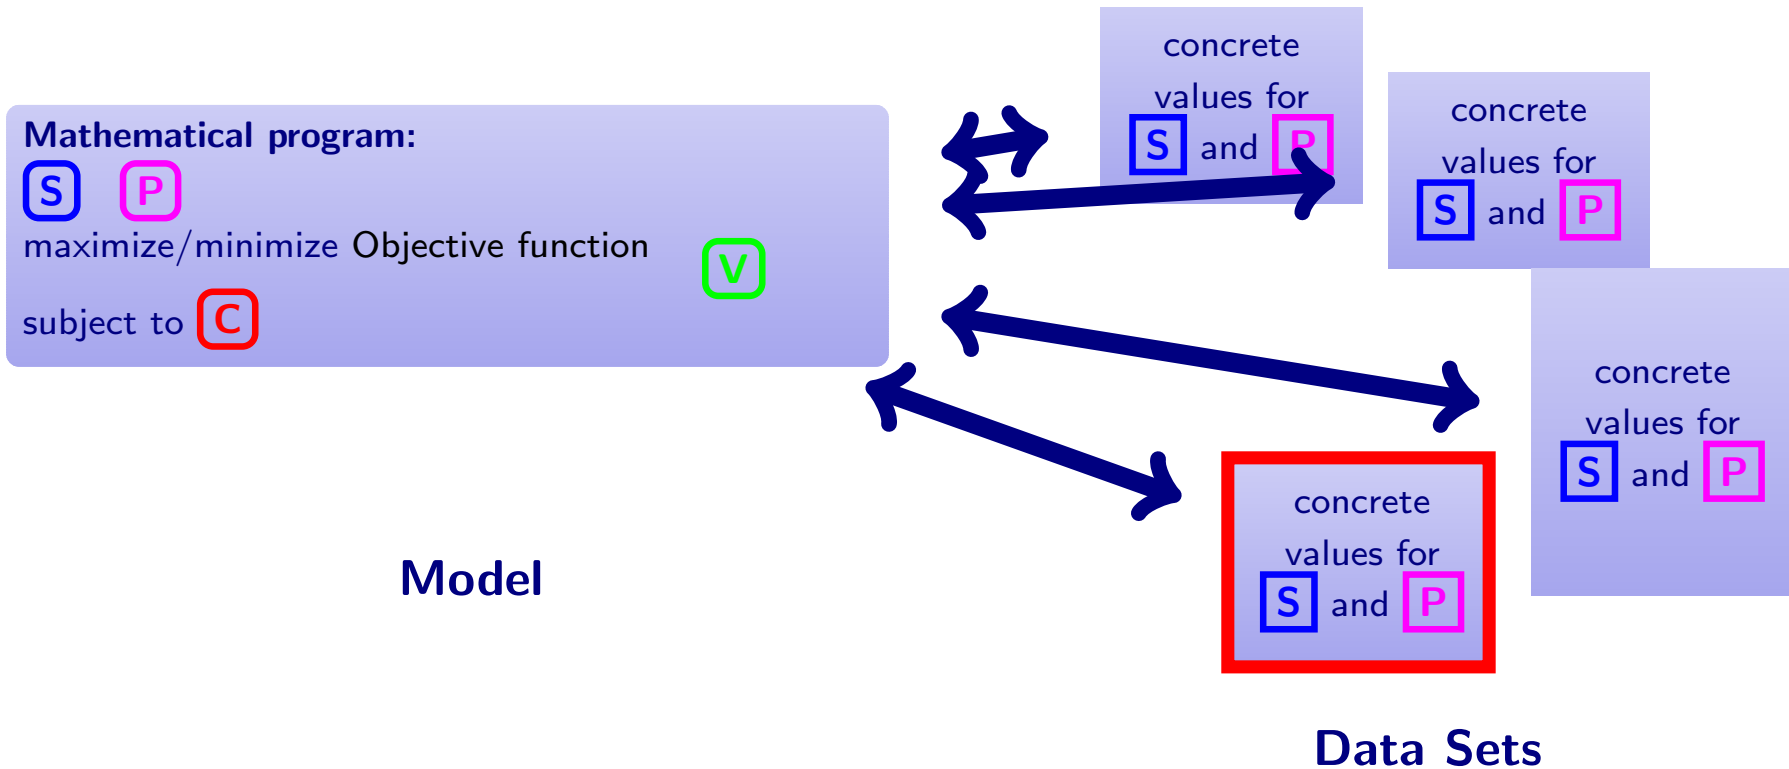 Mathematical program:
S P
maximize/minimize Objective function
V
subject to C
Model
concrete
values for
S and P
concrete
values for
S and P
concrete
values for
S and P
concrete
values for
S and P
Data Sets